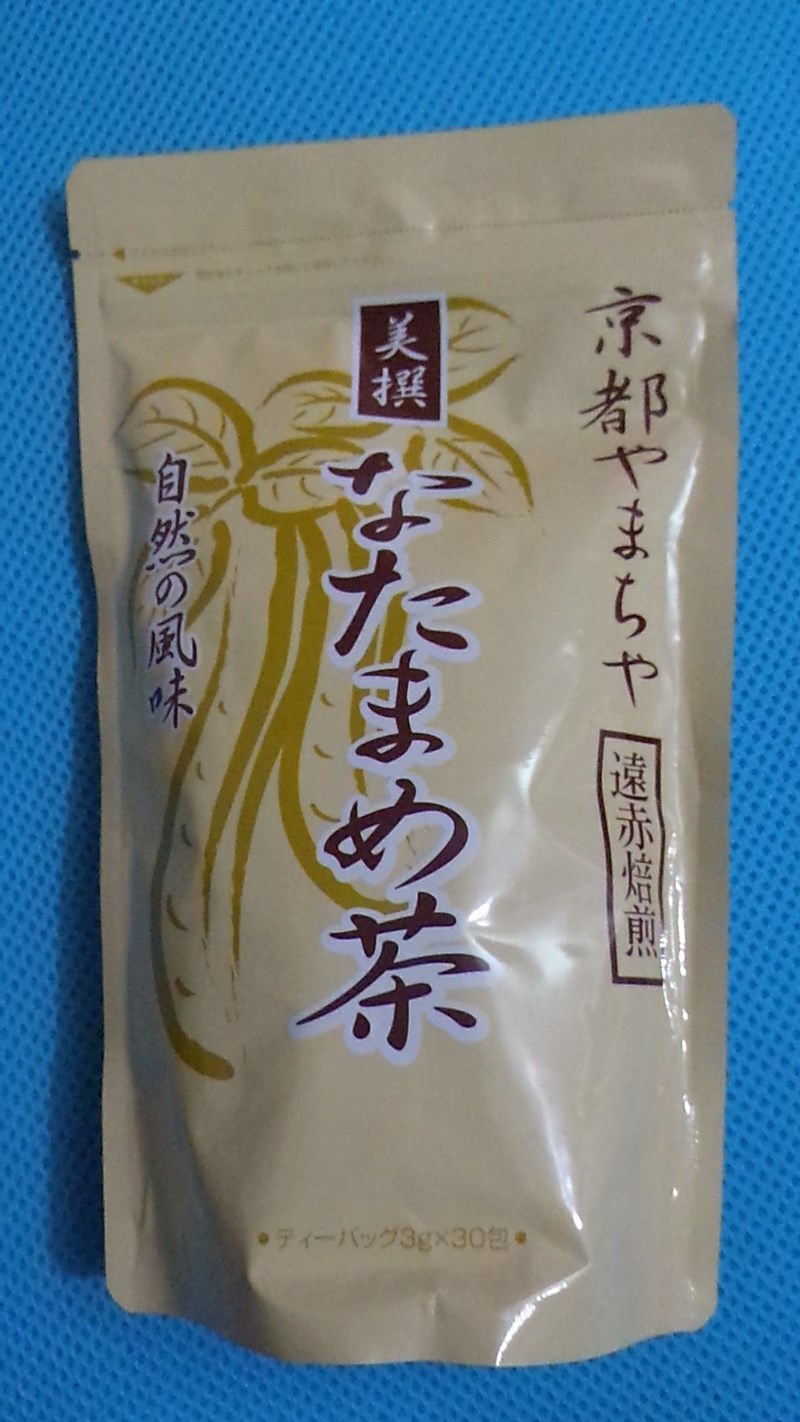 京都やまちや
遠赤焙煎
美撰
なたまめ茶
自然の風味
ティーバッグ3g×30包